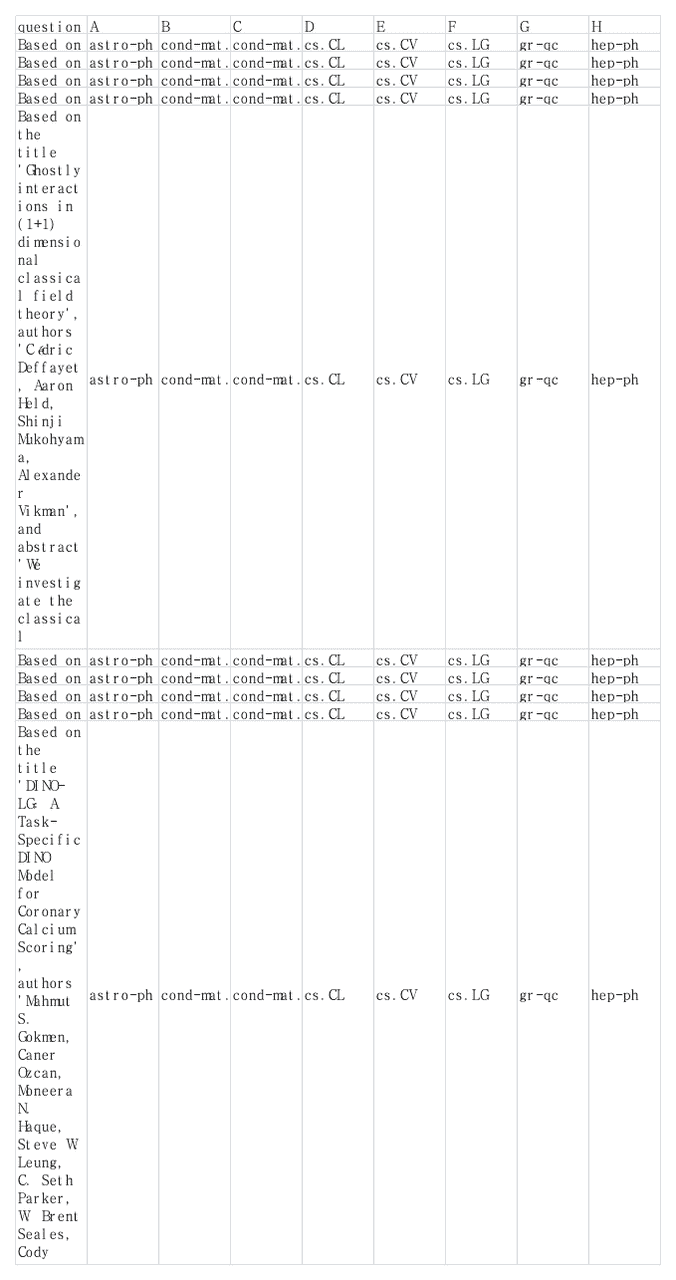 question A B C D E F G H
Based on astro-ph cond-mat. cond-mat. cs.CL cs.CV cs.LG gr-qc hep-ph
Based on astro-ph cond-mat. cond-mat. cs.CL cs.CV cs.LG gr-qc hep-ph
Based on astro-ph cond-mat. cond-mat. cs.CL cs.CV cs.LG gr-qc hep-ph
Based on astro-ph cond-mat. cond-mat. cs.CL cs.CV cs.LG gr-qc hep-ph
Based on
the
title
'Ghostly
interact
ions in
(1+1)
dimensio
nal
classica
l field
theory',
authors
'Cédric
Deffayet
, Aaron
Held,
Shinji
Mukohyam
a,
Alexande
r
Vikman',
and
abstract
'We
investig
ate the
classica
l
astro-ph cond-mat. cond-mat. cs.CL cs.CV cs.LG gr-qc hep-ph
Based on astro-ph cond-mat. cond-mat. cs.CL cs.CV cs.LG gr-qc hep-ph
Based on astro-ph cond-mat. cond-mat. cs.CL cs.CV cs.LG gr-qc hep-ph
Based on astro-ph cond-mat. cond-mat. cs.CL cs.CV cs.LG gr-qc hep-ph
Based on astro-ph cond-mat. cond-mat. cs.CL cs.CV cs.LG gr-qc hep-ph
Based on
the
title
'DINO-
LG: A
Task-
Specific
DINO
Model
for
Coronary
Calcium
Scoring'
,
authors
'Mahmut
S.
Gokmen,
Caner
Ozcan,
Moneera
N.
Haque,
Steve W.
Leung,
C. Seth
Parker,
W. Brent
Seales,
Cody
astro-ph cond-mat. cond-mat. cs.CL cs.CV cs.LG gr-qc hep-ph